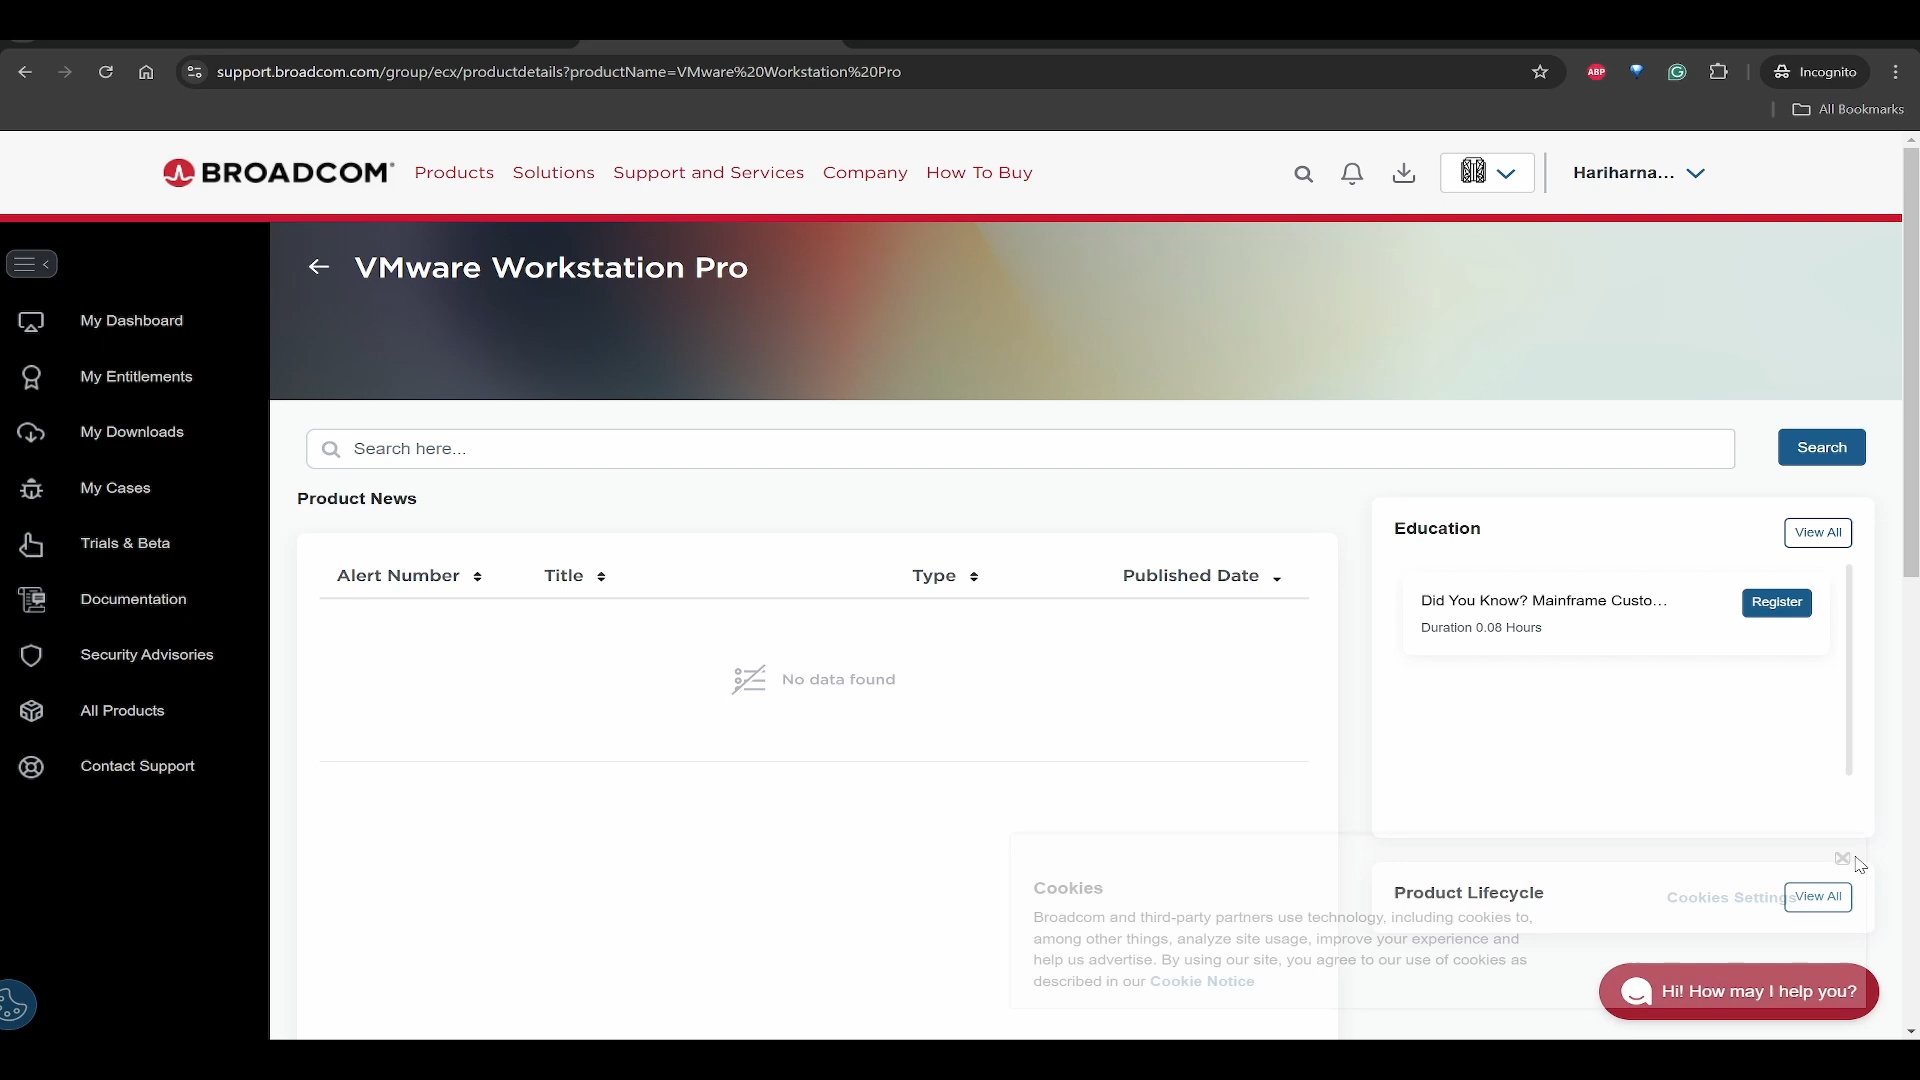 support.broadcom.com/group/ecx/productdetails?productName=VMware%20Workstation%20Pro
ABP
Incognito
All Bookmarks
BROADCOM
Products Solutions Support and Services Company How To Buy
Hariharna...
VMware Workstation Pro
My Dashboard
My Entitlements
My Downloads
My Cases
Trials & Beta
Documentation
Security Advisories
All Products
Contact Support
Search here...
Search
Product News
Alert Number Title Type Published Date
No data found
Education
View All
Did You Know? Mainframe Custo...
Register
Duration 0.08 Hours
Product Lifecycle
View All
Cookies
Cookies Settings
Broadcom and third-party partners use technology, including cookies to,
among other things, analyze site usage, improve your experience and
help us advertise. By using our site, you agree to our use of cookies as
described in our Cookie Notice
Hi! How may I help you?